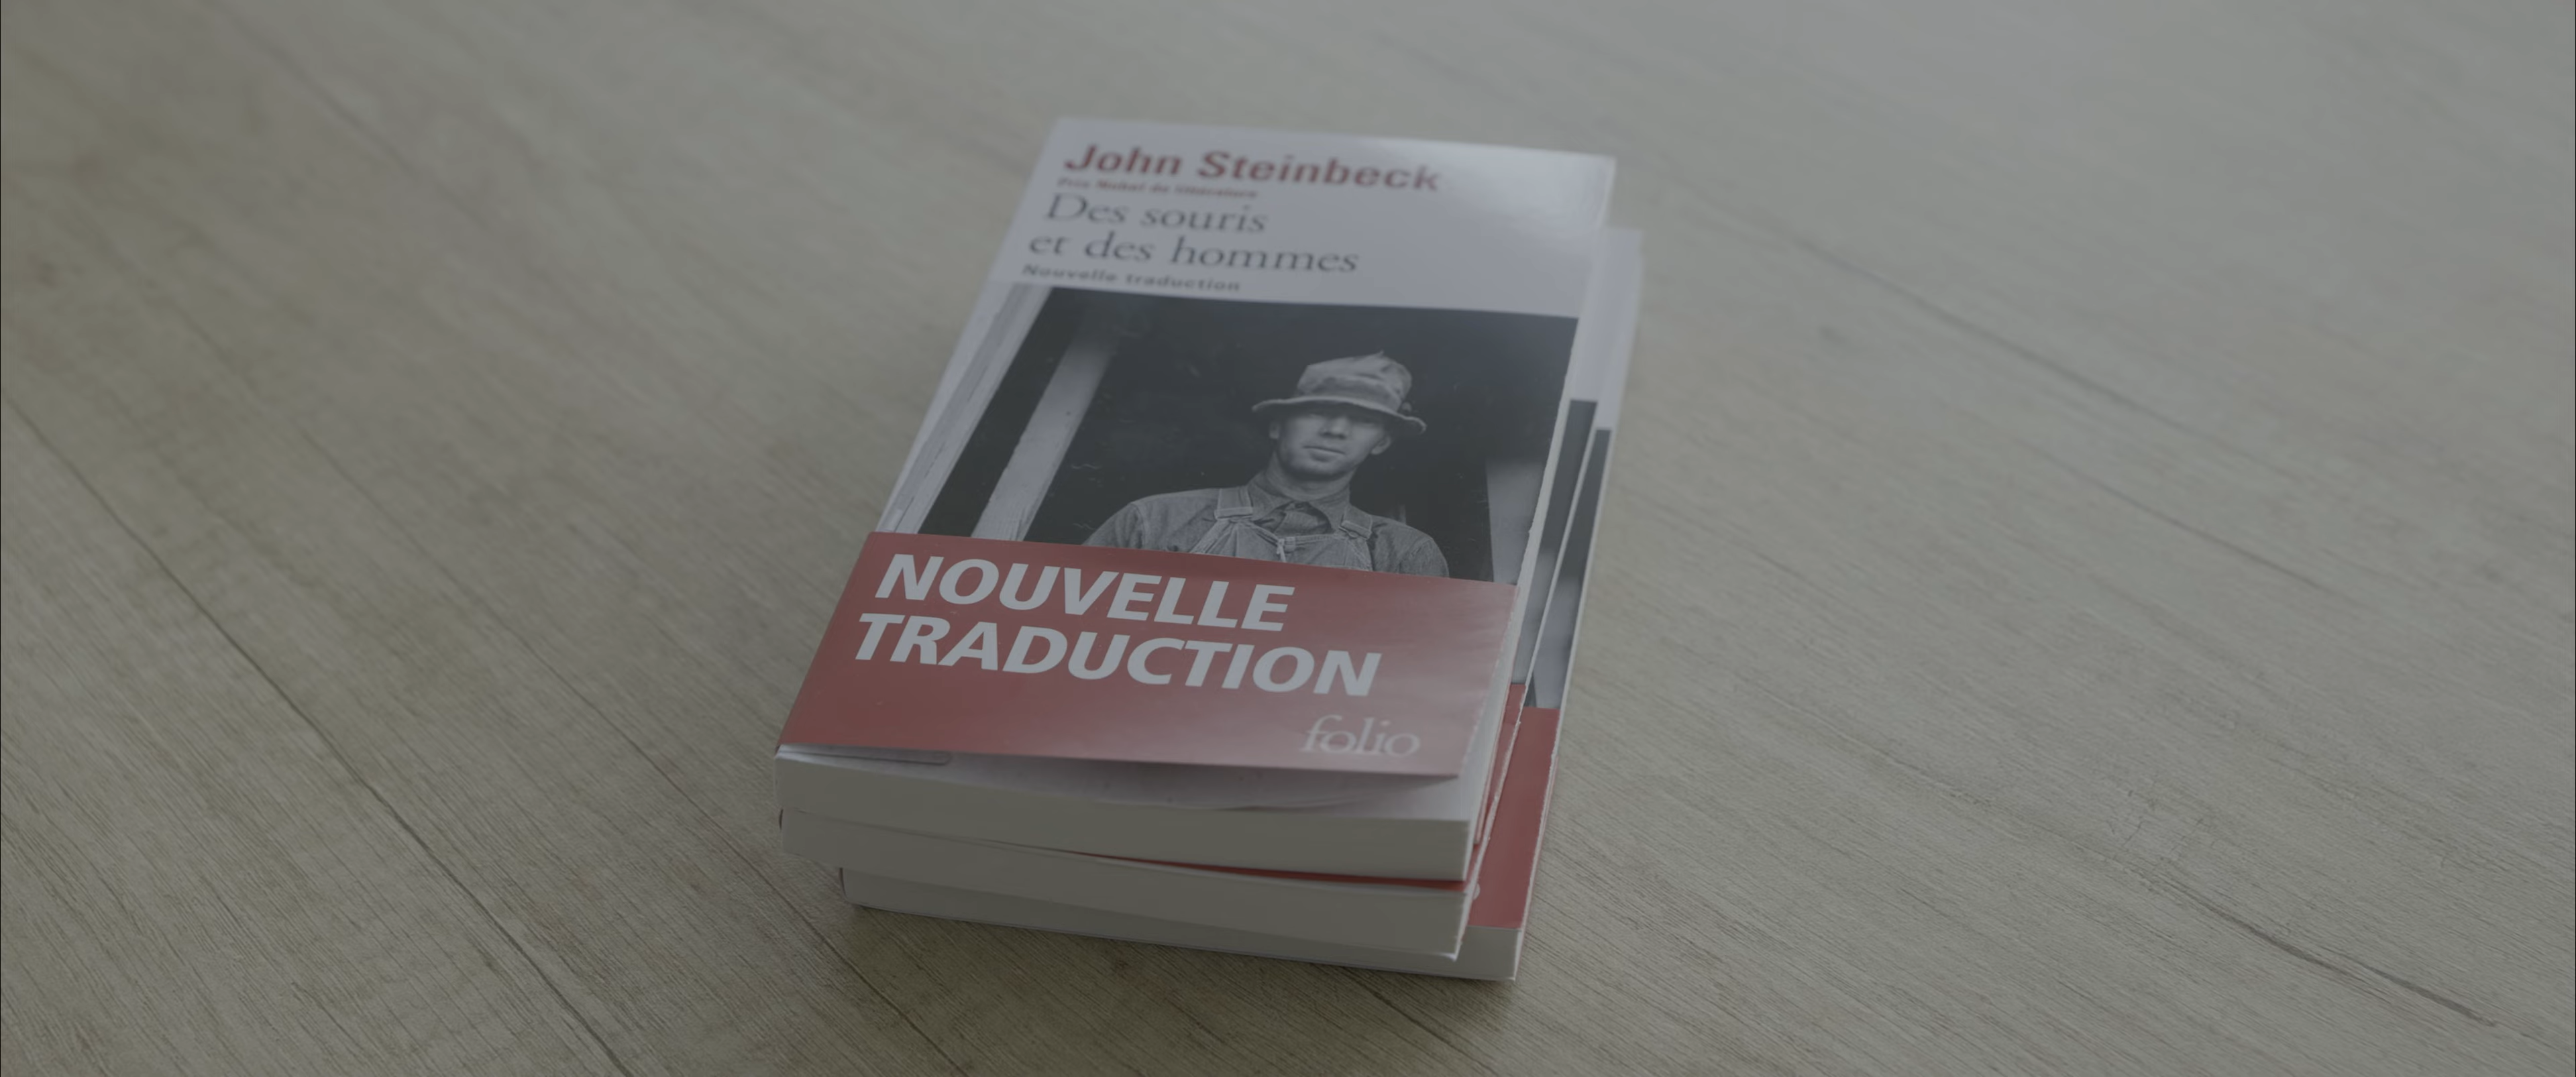 John Steinbeck
Prix Nobel de littérature
Des souris
et des hommes
Nouvelle traduction
NOUVELLE
TRADUCTION
folio